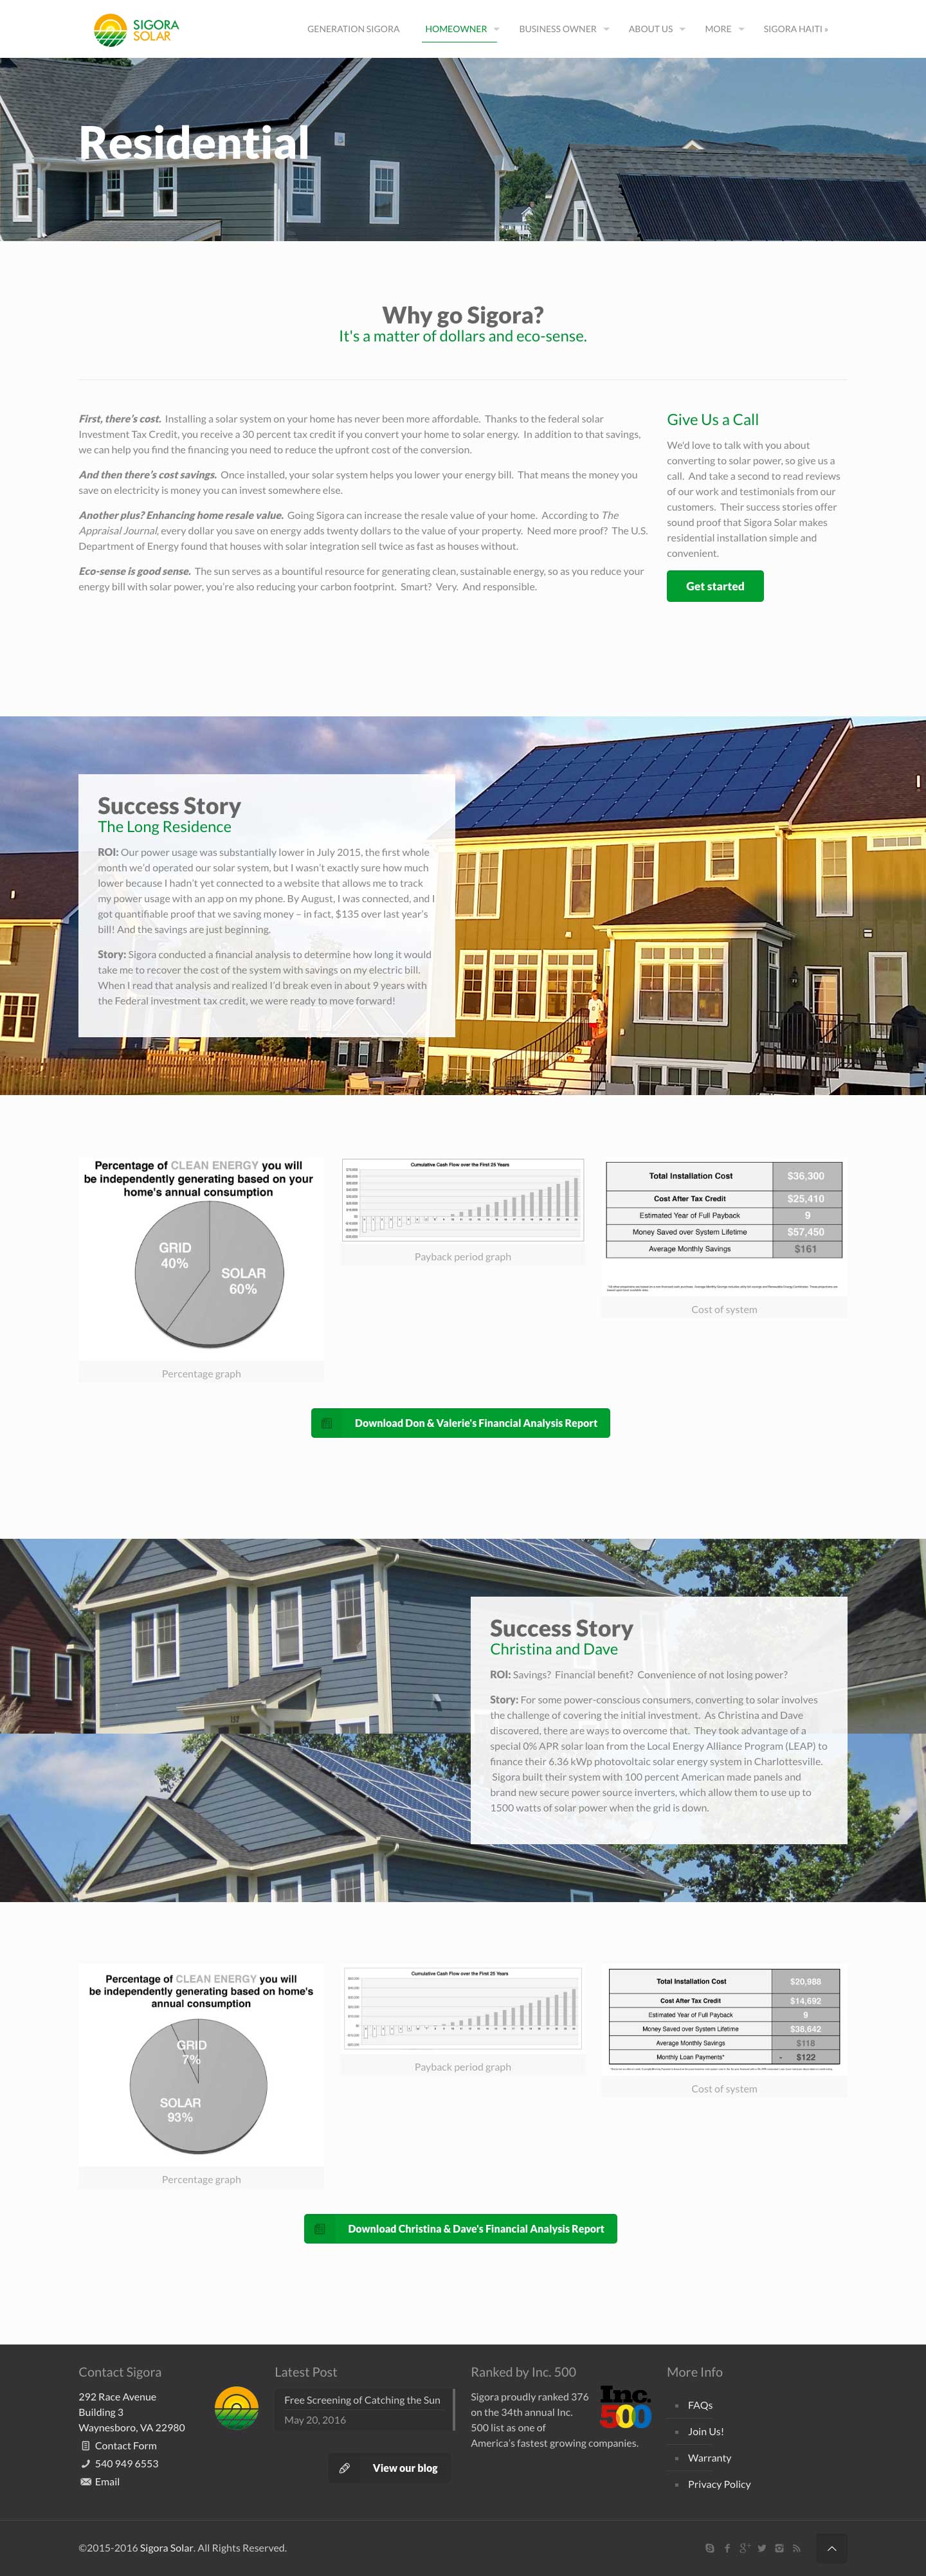 SIGORA
SOLAR
GENERATION SIGORA
HOMEOWNER
BUSINESS OWNER
ABOUT US
MORE
SIGORA HAITI »
Residential
Why go Sigora?
It's a matter of dollars and eco-sense.
First, there's cost. Installing a solar system on your home has never been more affordable. Thanks to the federal solar
Investment Tax Credit, you receive a 30 percent tax credit if you convert your home to solar energy. In addition to that savings,
we can help you find the financing you need to reduce the upfront cost of the conversion.
And then there's cost savings. Once installed, your solar system helps you lower your energy bill. That means the money you
save on electricity is money you can invest somewhere else.
Another plus? Enhancing home resale value. Going Sigora can increase the resale value of your home. According to The
Appraisal Journal, every dollar you save on energy adds twenty dollars to the value of your property. Need more proof? The U.S.
Department of Energy found that houses with solar integration sell twice as fast as houses without.
Eco-sense is good sense. The sun serves as a bountiful resource for generating clean, sustainable energy, so as you reduce your
energy bill with solar power, you're also reducing your carbon footprint. Smart? Very. And responsible.
Give Us a Call
We'd love to talk with you about
converting to solar power, so give us a
call. And take a second to read reviews
of our work and testimonials from our
customers. Their success stories offer
sound proof that Sigora Solar makes
residential installation simple and
convenient.
Get started
Success Story
The Long Residence
ROI: Our power usage was substantially lower in July 2015, the first whole
month we'd operated our solar system, but I wasn't exactly sure how much
lower because I hadn't yet connected to a website that allows me to track
my power usage with an app on my phone. By August, I was connected, and I
got quantifiable proof that we saving money – in fact, $135 over last year's
bill! And the savings are just beginning.
Story: Sigora conducted a financial analysis to determine how long it would
take me to recover the cost of the system with savings on my electric bill.
When I read that analysis and realized I'd break even in about 9 years with
the Federal investment tax credit, we were ready to move forward!
Percentage of CLEAN ENERGY you will
be independently generating based on your
home's annual consumption
GRID
40%
SOLAR
60%
Percentage graph
Cumulative Cash Flow over the First 25 Years
Payback period graph
Total Installation Cost $36,300
Cost After Tax Credit $25,410
Estimated Year of Full Payback 9
Money Saved over System Lifetime $57,450
Average Monthly Savings $161
Cost of system
Download Don & Valerie's Financial Analysis Report
Success Story
Christina and Dave
ROI: Savings? Financial benefit? Convenience of not losing power?
Story: For some power-conscious consumers, converting to solar involves
the challenge of covering the initial investment. As Christina and Dave
discovered, there are ways to overcome that. They took advantage of a
special 0% APR solar loan from the Local Energy Alliance Program (LEAP) to
finance their 6.36 kWp photovoltaic solar energy system in Charlottesville.
Sigora built their system with 100 percent American made panels and
brand new secure power source inverters, which allow them to use up to
1500 watts of solar power when the grid is down.
Percentage of CLEAN ENERGY you will
be independently generating based on home's
annual consumption
GRID
7%
SOLAR
93%
Percentage graph
Cumulative Cash Flow over the First 25 Years
Payback period graph
Total Installation Cost $20,988
Cost After Tax Credit $14,692
Estimated Year of Full Payback 9
Money Saved over System Lifetime $38,642
Average Monthly Savings $118
Monthly Loan Payments* - $122
Cost of system
Download Christina & Dave's Financial Analysis Report
Contact Sigora
292 Race Avenue
Building 3
Waynesboro, VA 22980
Contact Form
540 949 6553
Email
Latest Post
Free Screening of Catching the Sun
May 20, 2016
View our blog
Ranked by Inc. 500
Sigora proudly ranked 376
on the 34th annual Inc.
500 list as one of
America's fastest growing companies.
Inc.
500
More Info
FAQs
Join Us!
Warranty
Privacy Policy
©2015-2016 Sigora Solar. All Rights Reserved.